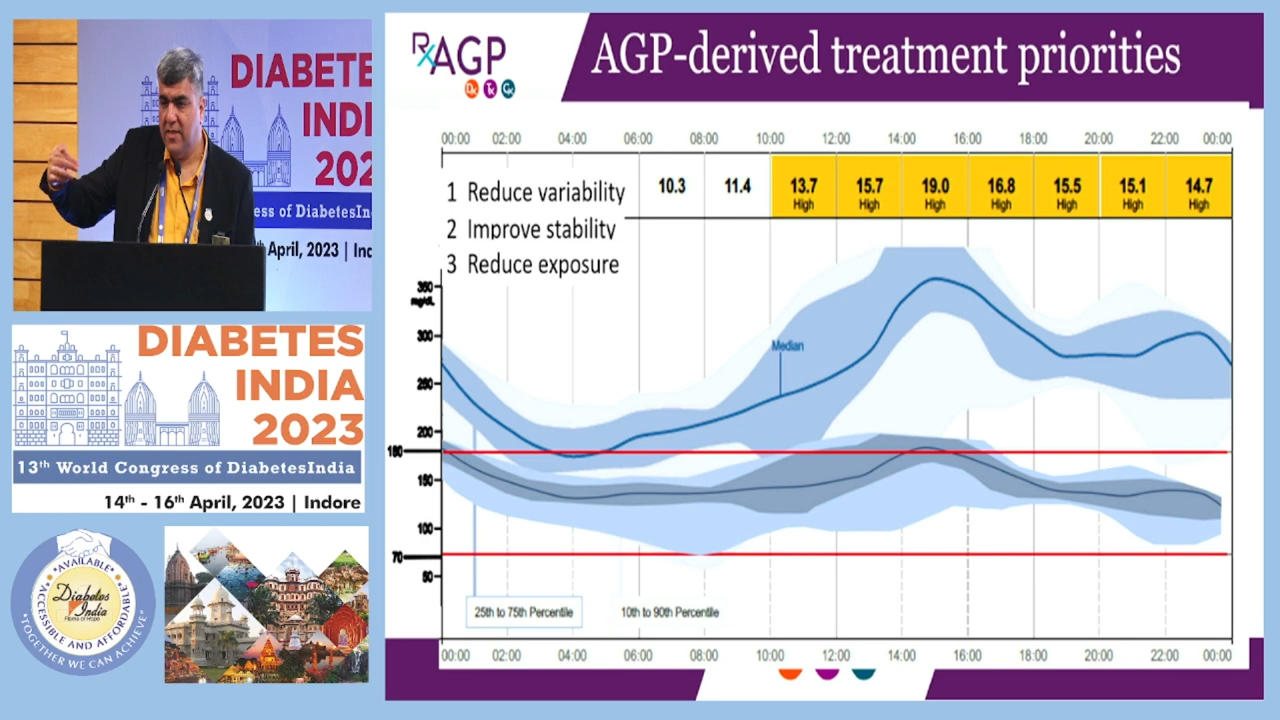 DIABETE
INDI
202
ess of DiabetesIn
April, 2023 | Ind
DIABETES
INDIA
2023
13th World Congress of DiabetesIndia
14th - 16th April, 2023 | Indore
AVAILABLE
ACCESSIBLE AND AFFORDABLE
Diabetes
India
"TOGETHER WE CAN ACHIEVE"
RxAGP
Dx Tx Cx
AGP-derived treatment priorities
00:00 02:00 04:00 06:00 08:00 10:00 12:00 14:00 16:00 18:00 20:00 22:00 00:00
10.3 11.4 13.7 15.7 19.0 16.8 15.5 15.1 14.7
High High High High High High High
1 Reduce variability
2 Improve stability
3 Reduce exposure
350
mg/dL
300
Median
250
200
180
150
100
70
50
25th to 75th Percentile 10th to 90th Percentile
00:00 02:00 04:00 06:00 08:00 10:00 12:00 14:00 16:00 18:00 20:00 22:00 00:00